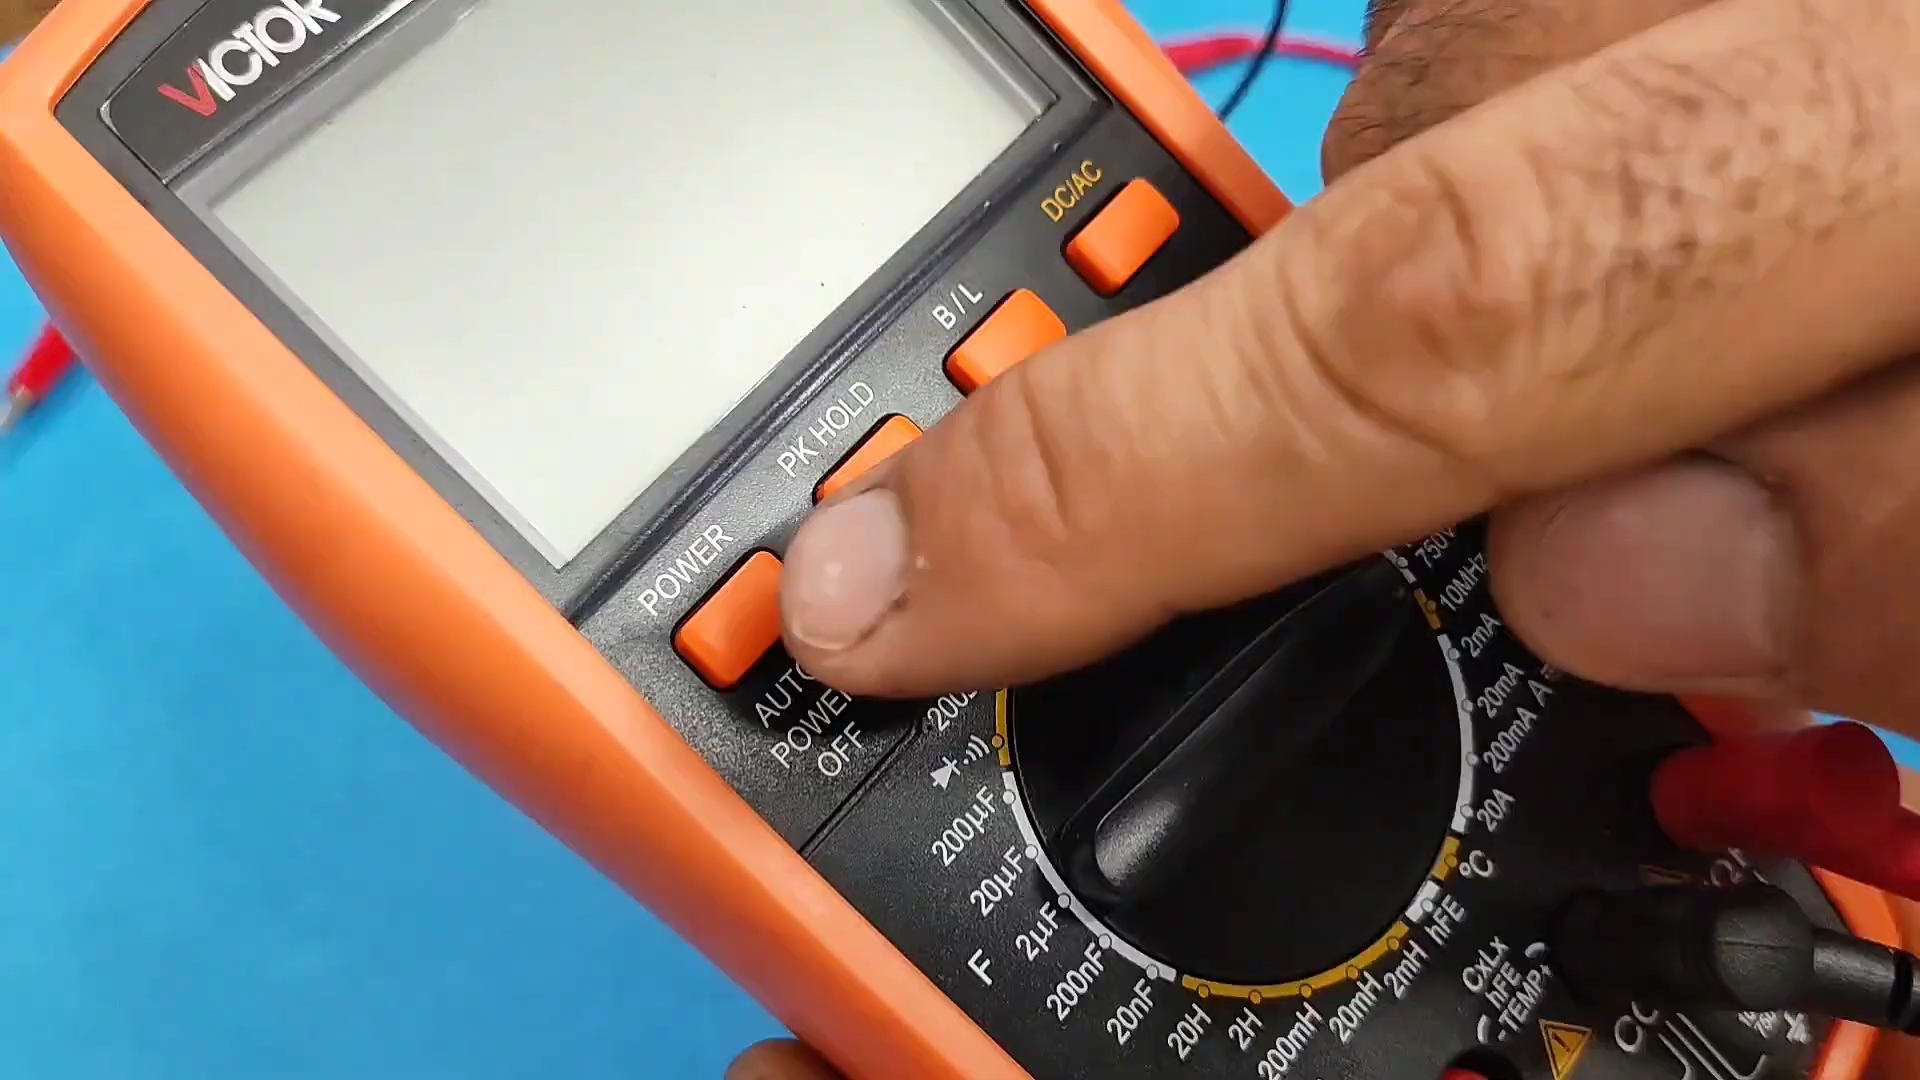 VICTOR
DC/AC
B / L
PK HOLD
POWER
AUTO
POWER
OFF
200μF
20μF
2μF
200nF
20nF
F
20H
2H
200mH
20mH
2mH
hFE
°C
20A
200mA
20mA
2mA
A
10MHz
750V
CxLx
hFE
-TEMP+